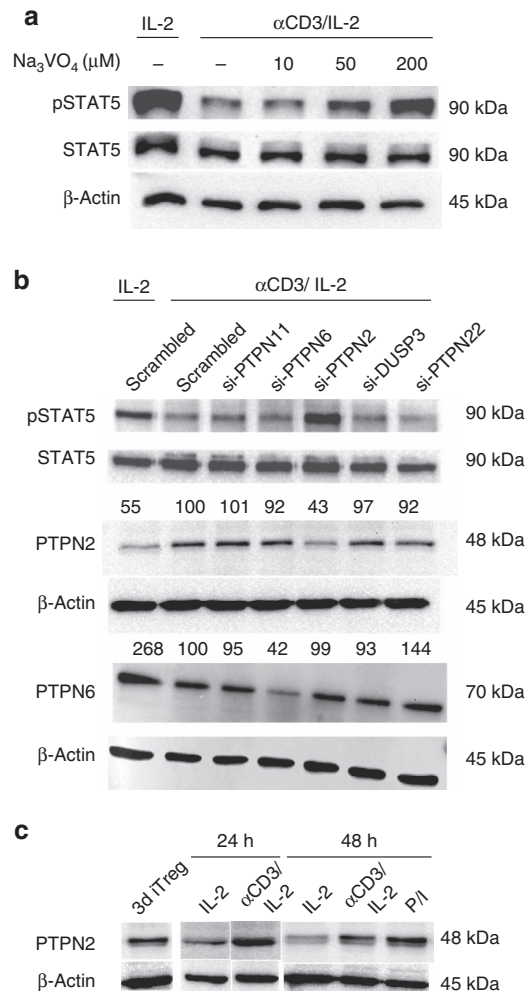 a
IL-2 αCD3/IL-2
Na3VO4 (μM) – – 10 50 200
pSTAT5 90 kDa
STAT5 90 kDa
β-Actin 45 kDa
b
IL-2 αCD3/ IL-2
Scrambled Scrambled si-PTPN11 si-PTPN6 si-PTPN2 si-DUSP3 si-PTPN22
pSTAT5 90 kDa
STAT5 90 kDa
55 100 101 92 43 97 92
PTPN2 48 kDa
β-Actin 45 kDa
268 100 95 42 99 93 144
PTPN6 70 kDa
β-Actin 45 kDa
c
24 h 48 h
3d iTreg IL-2 αCD3/ IL-2 IL-2 αCD3/ IL-2 P/I
PTPN2 48 kDa
β-Actin 45 kDa